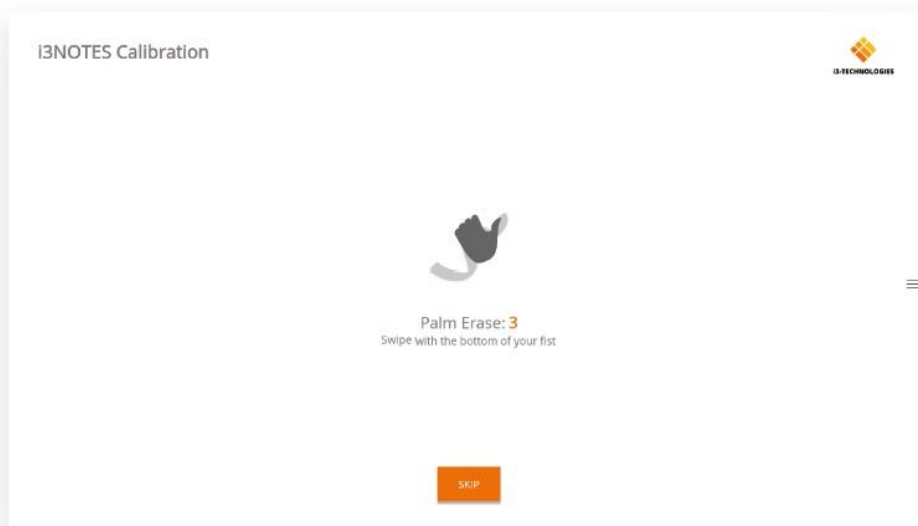 i3NOTES Calibration
i3-TECHNOLOGIES
Palm Erase: 3
Swipe with the bottom of your fist
SKIP